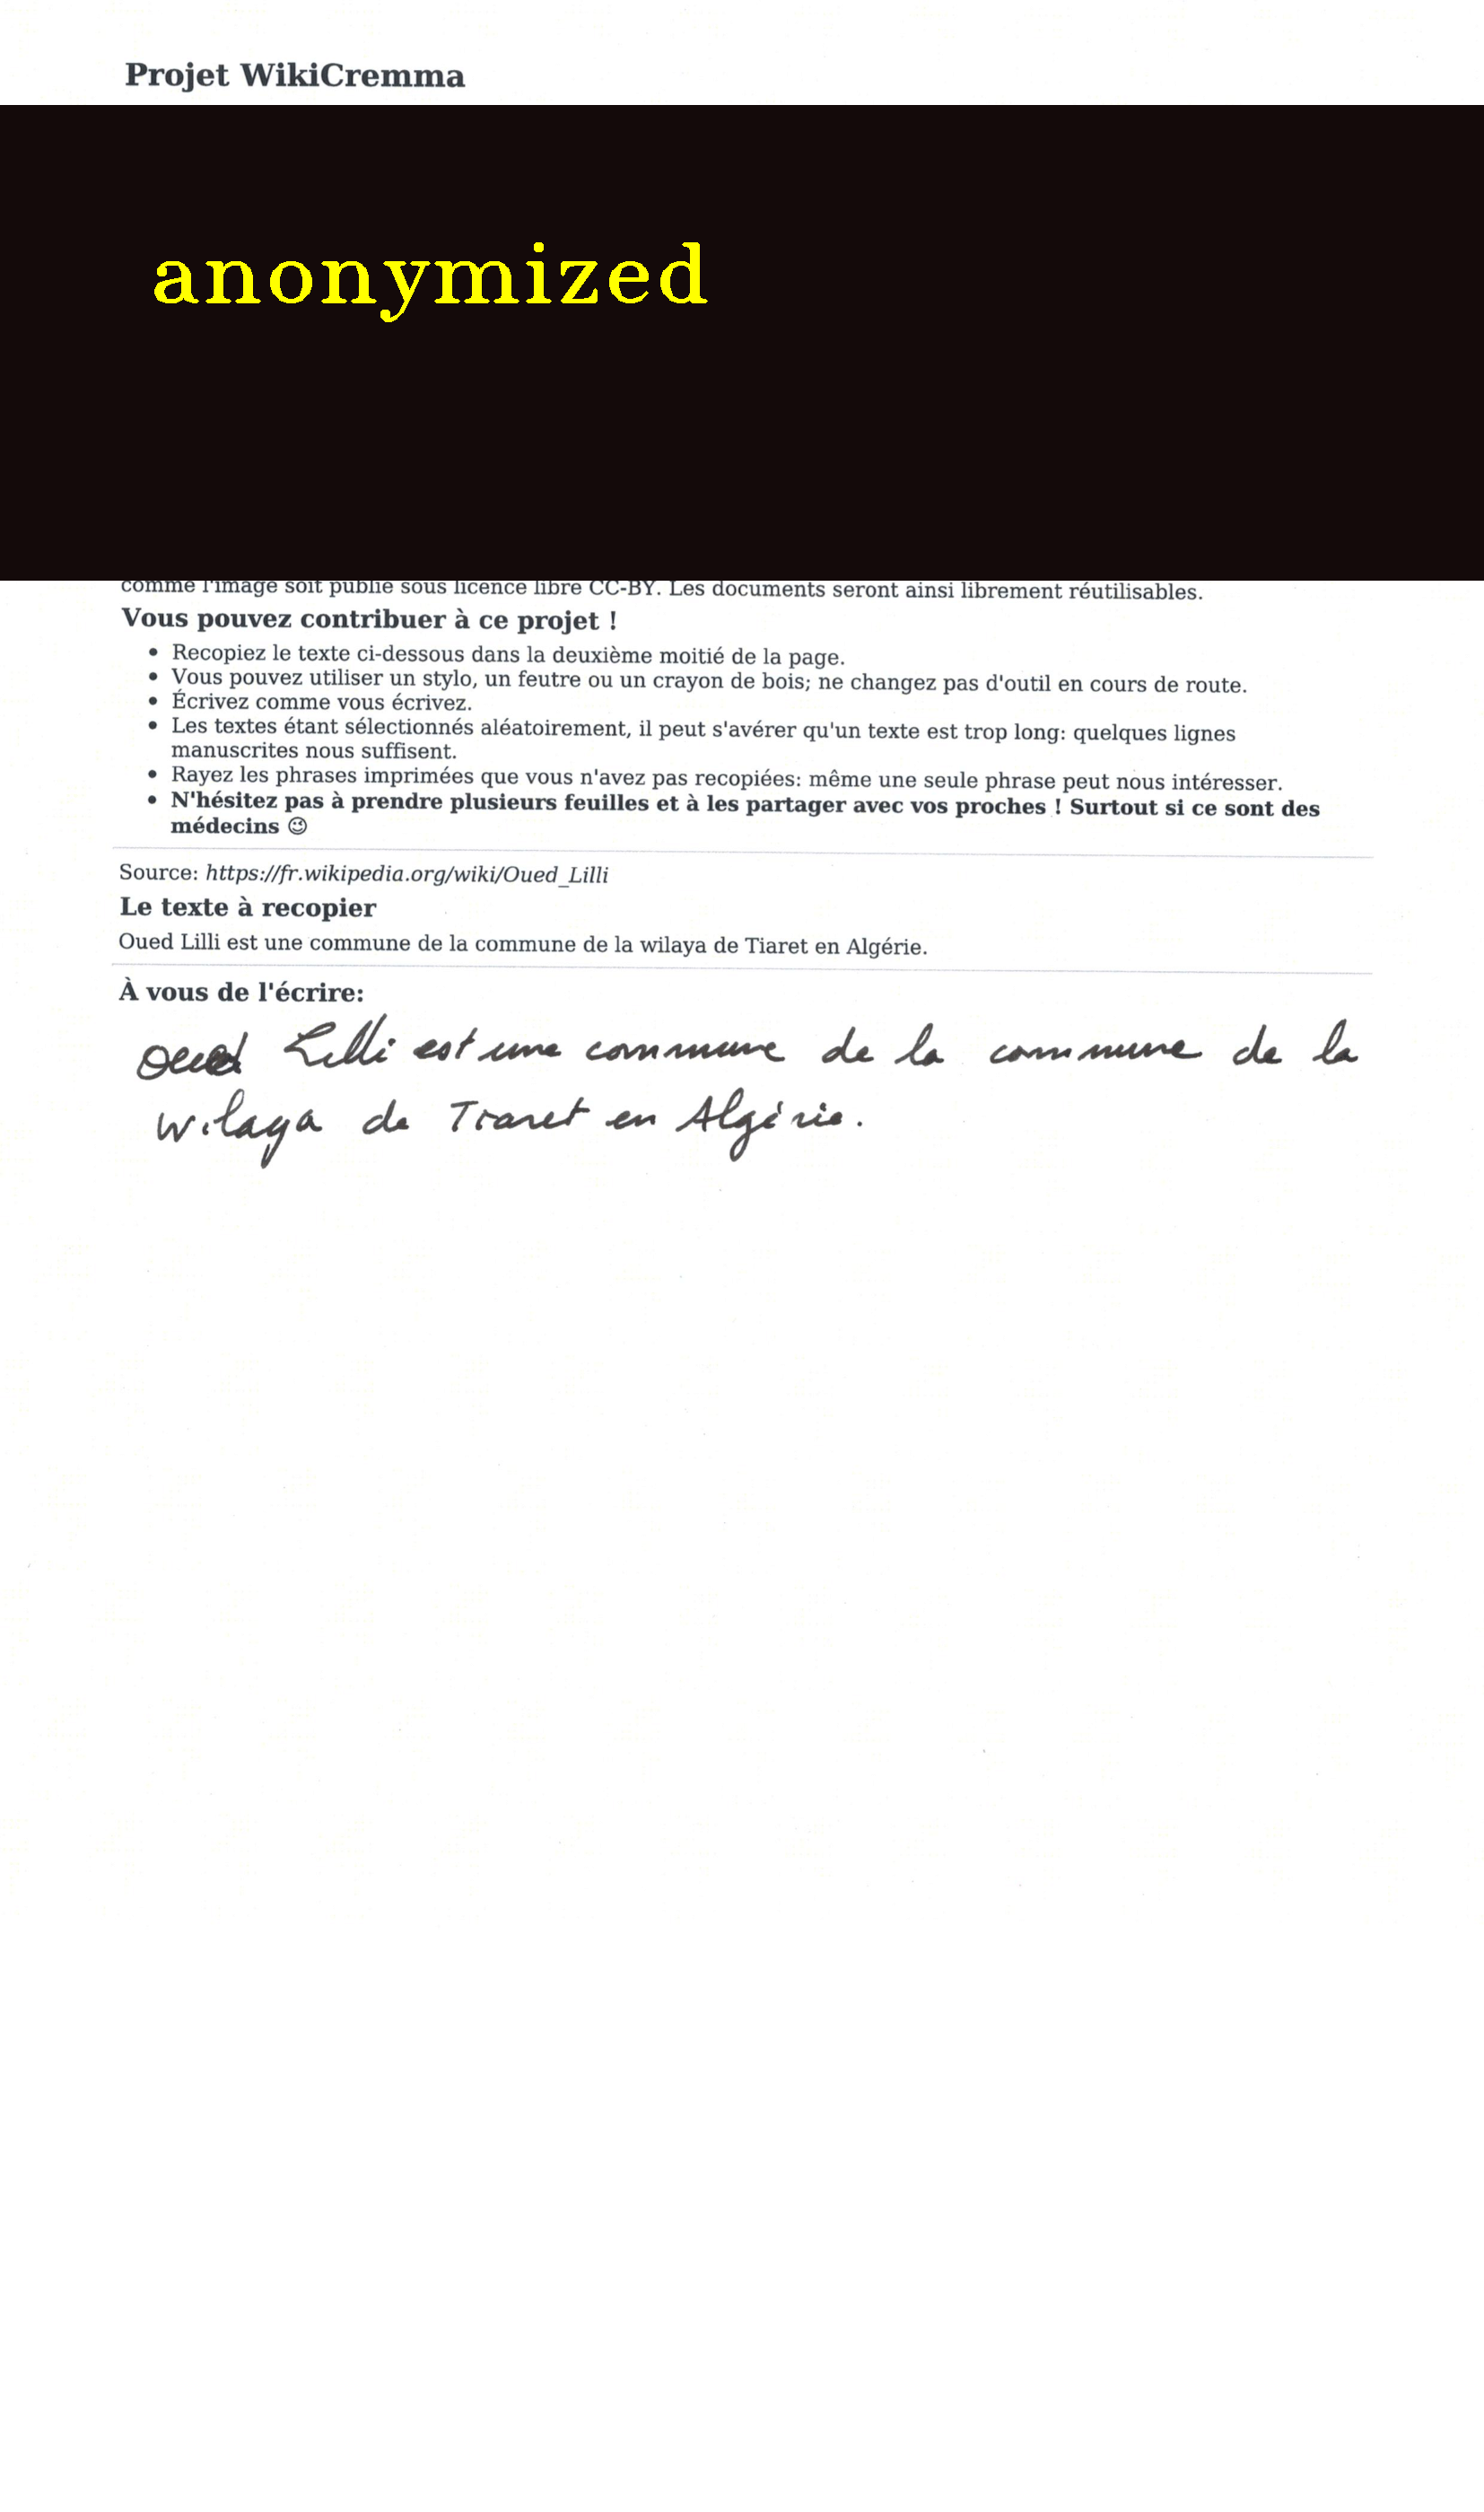 Projet WikiCremma
anonymized
comme l'image soit publié sous licence libre CC-BY. Les documents seront ainsi librement réutilisables.
Vous pouvez contribuer à ce projet !
• Recopiez le texte ci-dessous dans la deuxième moitié de la page.
• Vous pouvez utiliser un stylo, un feutre ou un crayon de bois; ne changez pas d'outil en cours de route.
• Écrivez comme vous écrivez.
• Les textes étant sélectionnés aléatoirement, il peut s'avérer qu'un texte est trop long: quelques lignes
manuscrites nous suffisent.
• Rayez les phrases imprimées que vous n'avez pas recopiées: même une seule phrase peut nous intéresser.
• N'hésitez pas à prendre plusieurs feuilles et à les partager avec vos proches ! Surtout si ce sont des
médecins 😉
Source: https://fr.wikipedia.org/wiki/Oued_Lilli
Le texte à recopier
Oued Lilli est une commune de la commune de la wilaya de Tiaret en Algérie.
À vous de l'écrire:
Oued Lilli est une commune de la commune de la
wilaya de Tiaret en Algérie.